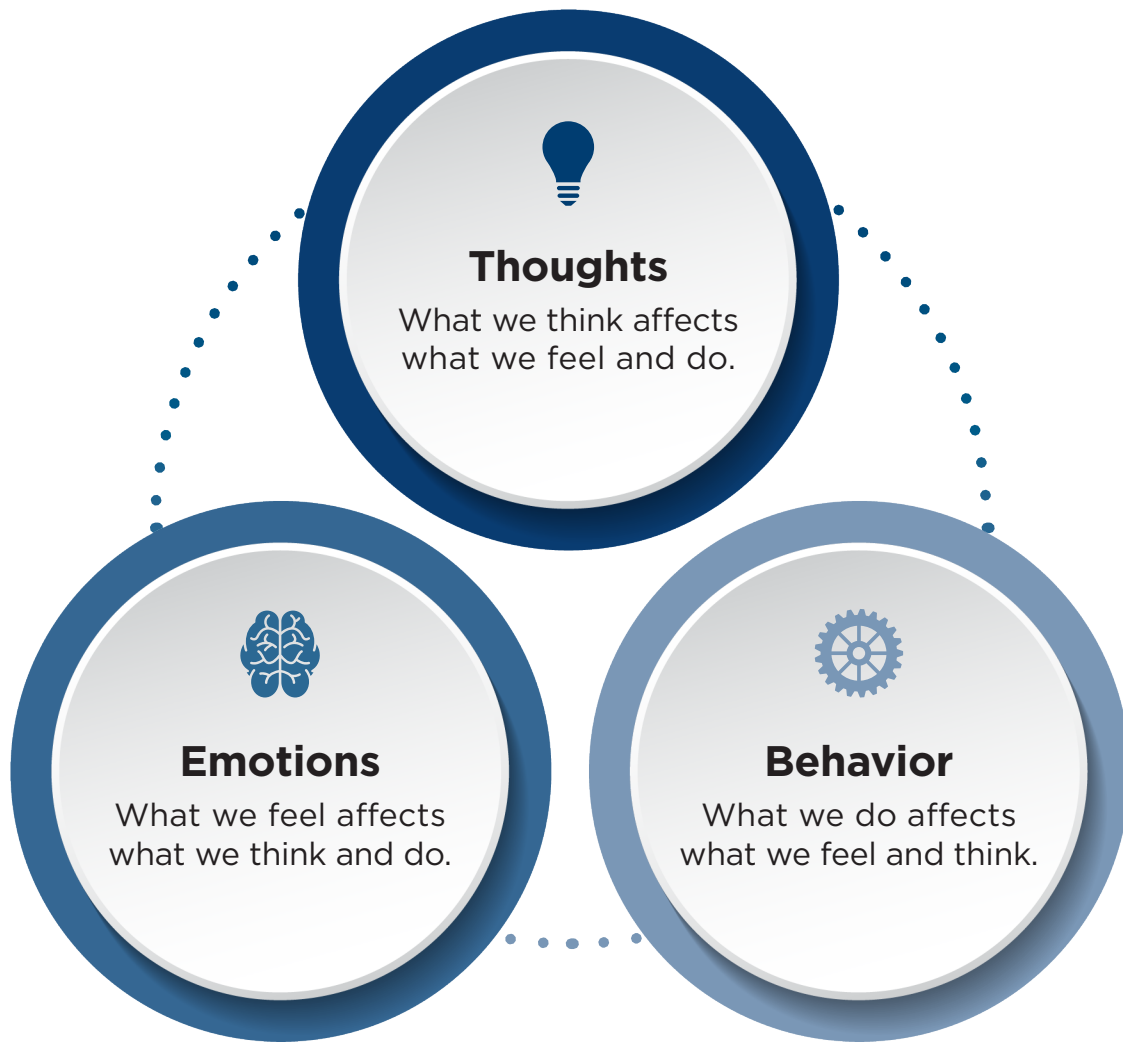 Thoughts
What we think affects
what we feel and do.
Emotions
What we feel affects
what we think and do.
Behavior
What we do affects
what we feel and think.